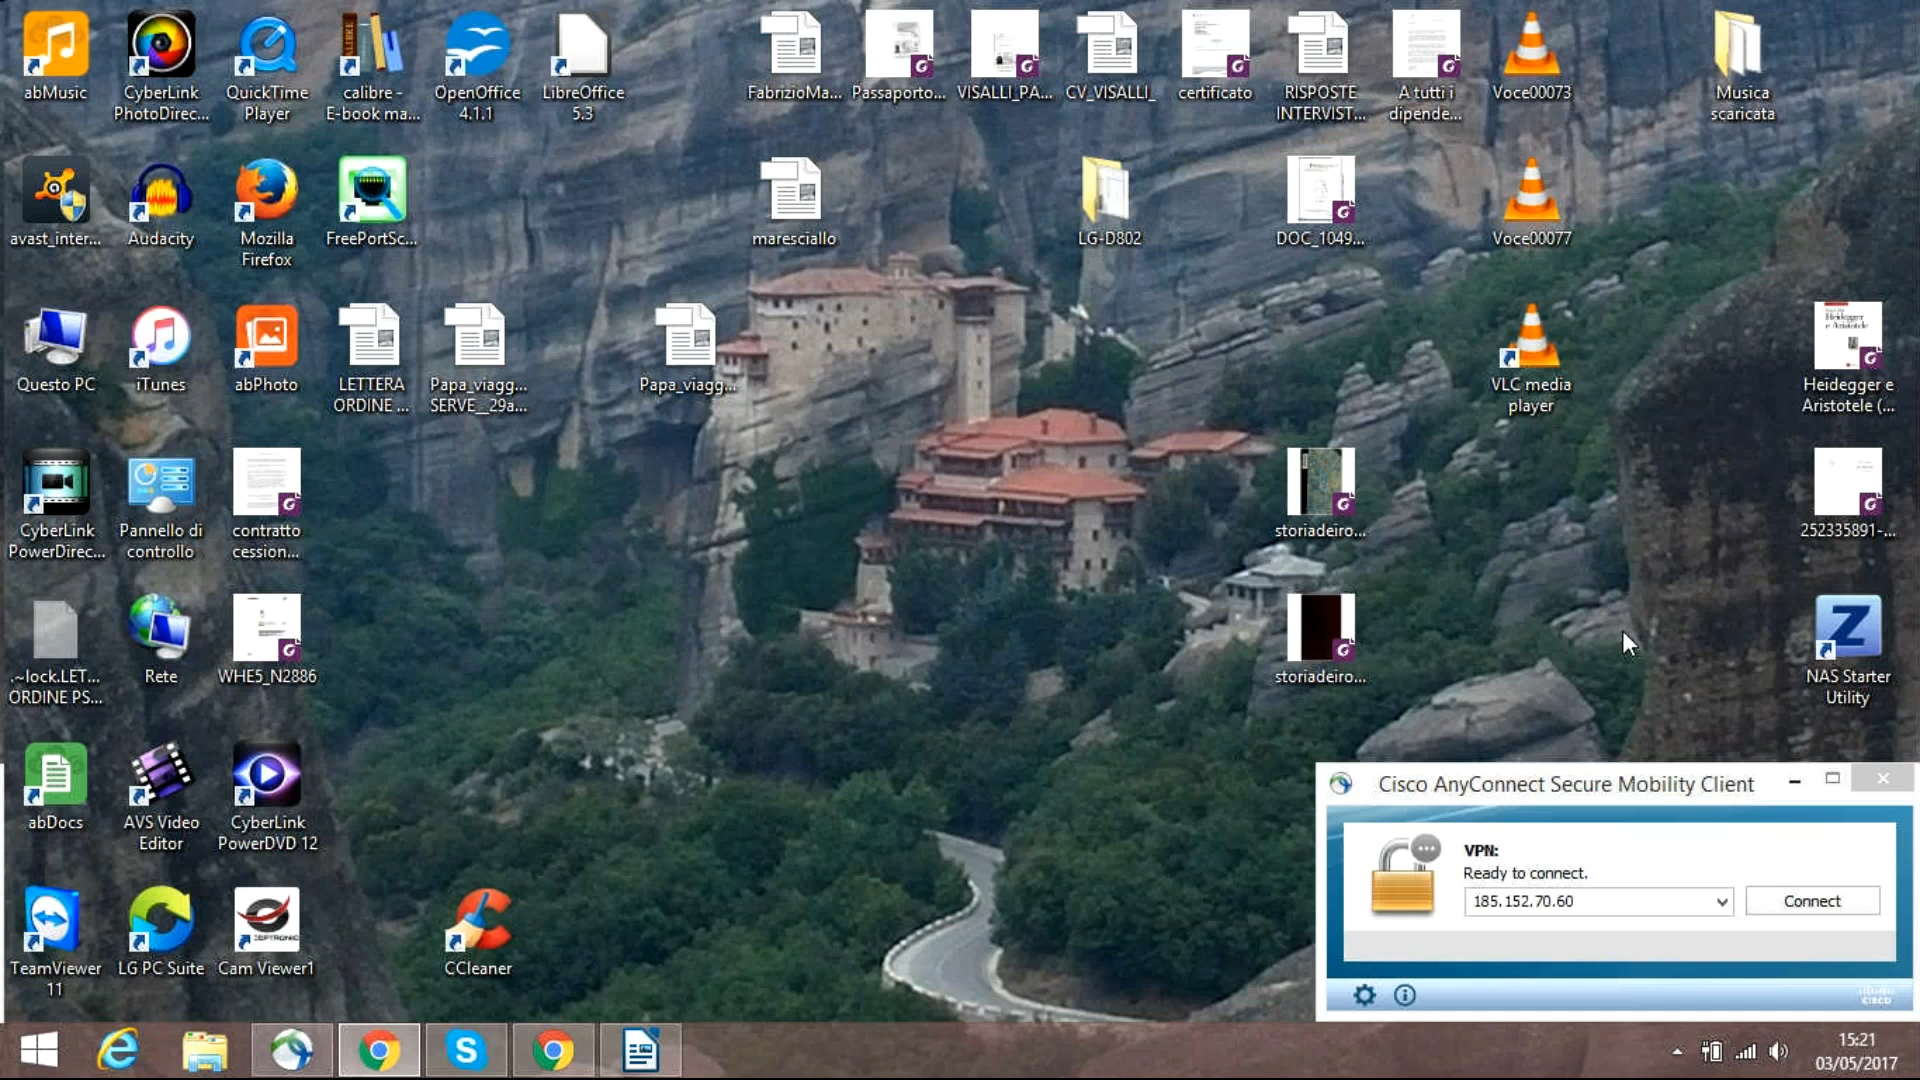 abMusic
CyberLink
PhotoDirec...
QuickTime
Player
calibre -
E-book ma...
OpenOffice
4.1.1
LibreOffice
5.3
FabrizioMa...
Passaporto...
VISALLI_PA...
CV_VISALLI_
certificato
RISPOSTE
INTERVIST...
A tutti i
dipende...
Voce00073
Musica
scaricata
avast_inter...
Audacity
Mozilla
Firefox
FreePortSc...
maresciallo
LG-D802
DOC_1049...
Voce00077
Questo PC
iTunes
abPhoto
LETTERA
ORDINE ...
Papa_viagg...
SERVE__29a...
Papa_viagg...
VLC media
player
Heidegger
e Aristotele
Heidegger e
Aristotele (...
CyberLink
PowerDirec...
Pannello di
controllo
contratto
cession...
storiadeiro...
252335891-...
.~lock.LET...
ORDINE PS...
Rete
WHE5_N2886
storiadeiro...
NAS Starter
Utility
abDocs
AVS Video
Editor
CyberLink
PowerDVD 12
TeamViewer
11
LG PC Suite
Cam Viewer1
CCleaner
Cisco AnyConnect Secure Mobility Client
VPN:
Ready to connect.
185.152.70.60
Connect
CISCO
15:21
03/05/2017